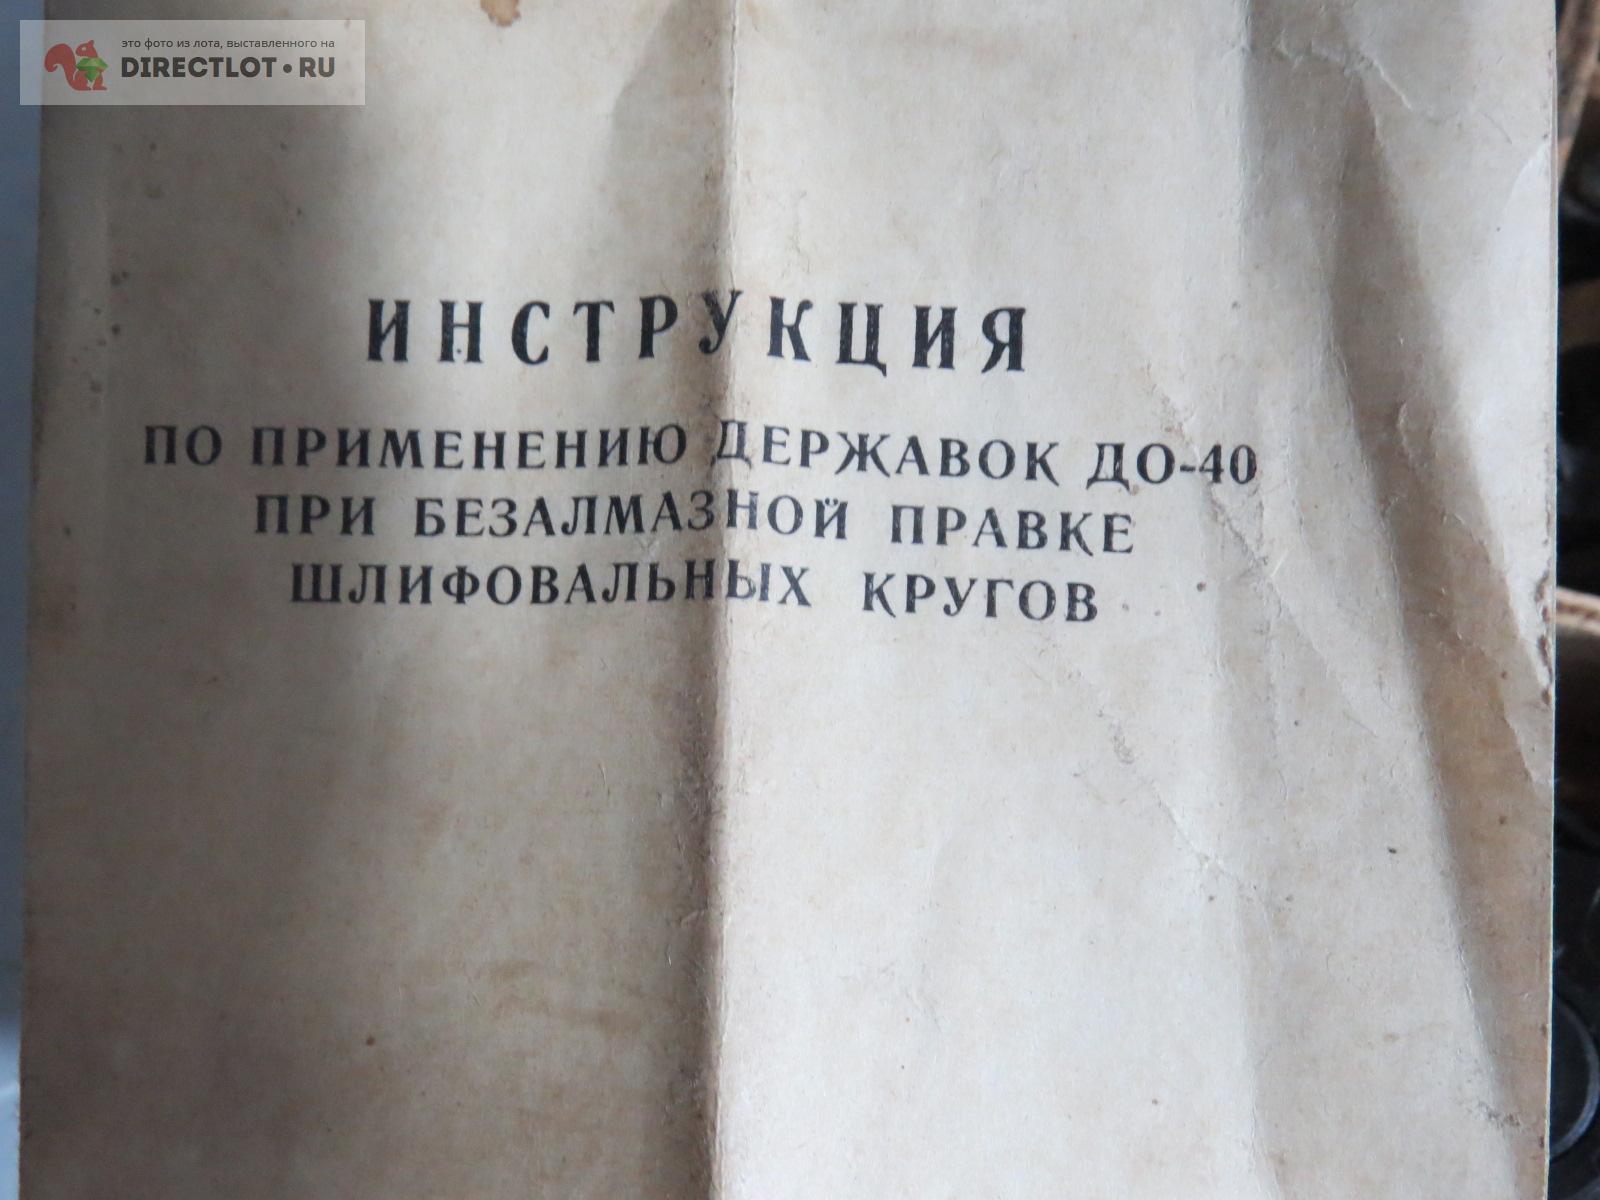 это фото из лота, выставленного на
DIRECTLOT•RU
ИНСТРУКЦИЯ
ПО ПРИМЕНЕНИЮ ДЕРЖАВОК ДО-40
ПРИ БЕЗАЛМАЗНОЙ ПРАВКЕ
ШЛИФОВАЛЬНЫХ КРУГОВ